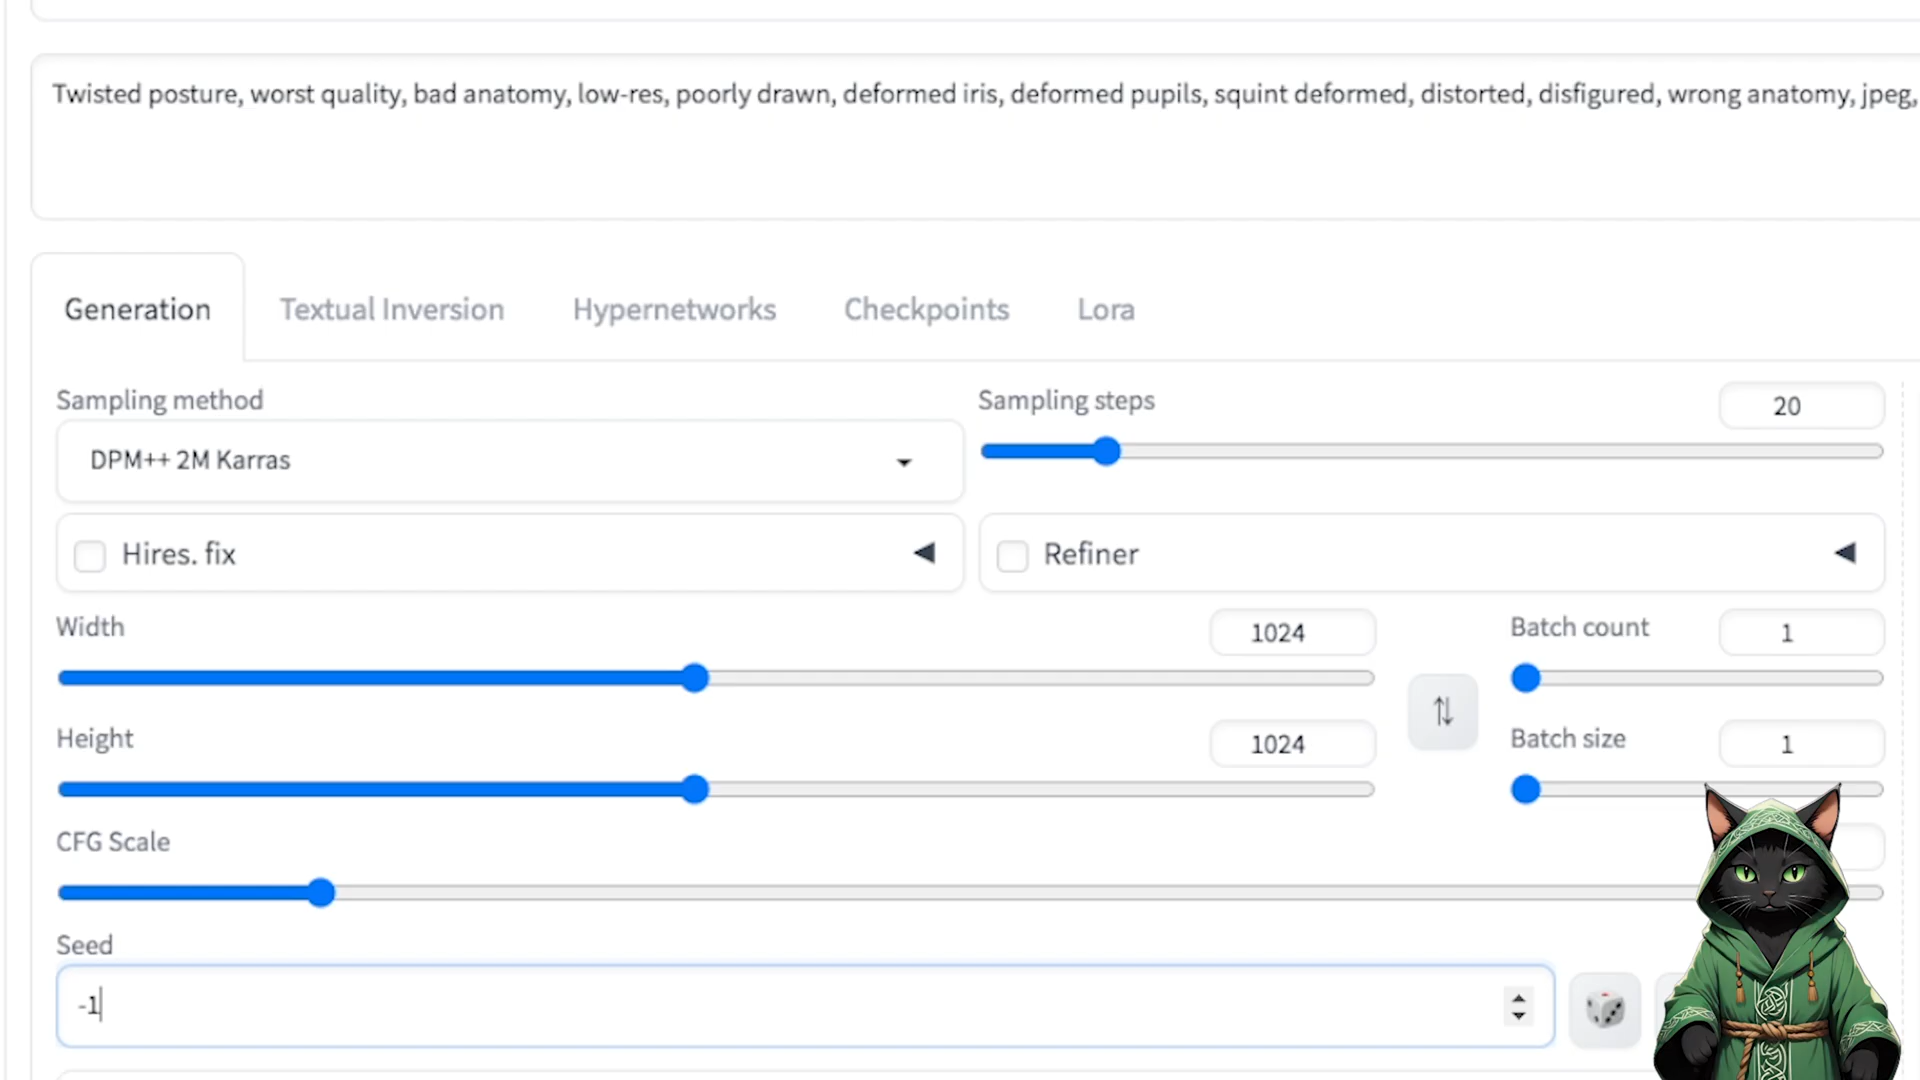 Twisted posture, worst quality, bad anatomy, low-res, poorly drawn, deformed iris, deformed pupils, squint deformed, distorted, disfigured, wrong anatomy, jpeg,
Generation Textual Inversion Hypernetworks Checkpoints Lora
Sampling method
DPM++ 2M Karras
Sampling steps 20
Hires. fix
Refiner
Width 1024
Batch count 1
Height 1024
Batch size 1
CFG Scale
Seed
-1